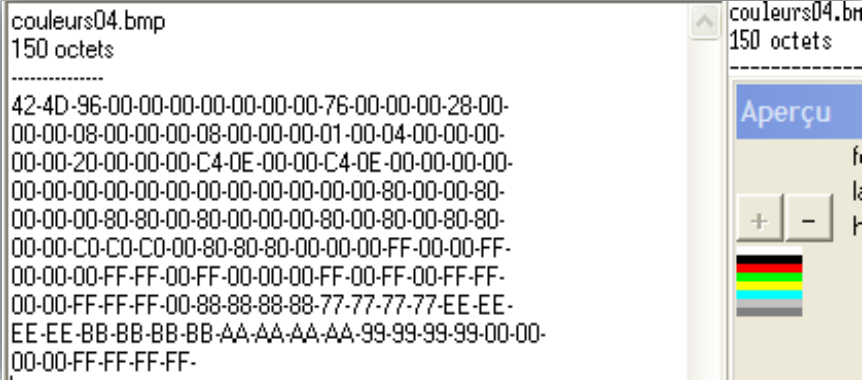 couleurs04.bmp
150 octets
--------------
42-4D-96-00-00-00-00-00-00-00-76-00-00-00-28-00-
00-00-08-00-00-00-08-00-00-00-01-00-04-00-00-00-
00-00-20-00-00-00-C4-0E-00-00-C4-0E-00-00-00-00-
00-00-00-00-00-00-00-00-00-00-00-00-80-00-00-80-
00-00-00-80-80-00-80-00-00-00-80-00-80-00-80-80-
00-00-C0-C0-C0-00-80-80-80-00-00-00-FF-00-00-FF-
00-00-00-FF-FF-00-FF-00-00-00-FF-00-FF-00-FF-FF-
00-00-FF-FF-FF-00-88-88-88-88-77-77-77-77-EE-EE-
EE-EE-BB-BB-BB-BB-AA-AA-AA-AA-99-99-99-99-00-00-
00-00-FF-FF-FF-FF-
couleurs04.bm
150 octets
Aperçu
+ -